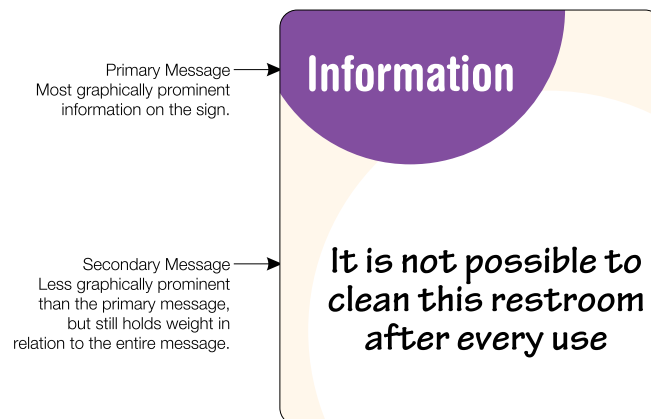 Primary Message
Most graphically prominent
information on the sign.
Information
Secondary Message
Less graphically prominent
than the primary message,
but still holds weight in
relation to the entire message.
It is not possible to
clean this restroom
after every use